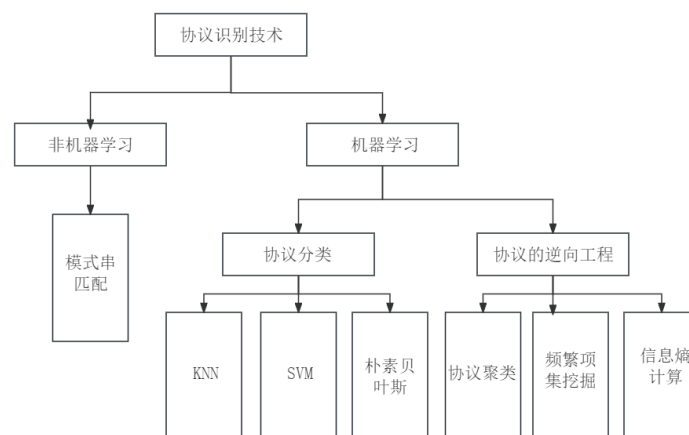 协议识别技术
非机器学习
机器学习
模式串
匹配
协议分类
协议的逆向工程
KNN
SVM
朴素贝
叶斯
协议聚类
频繁项
集挖掘
信息熵
计算